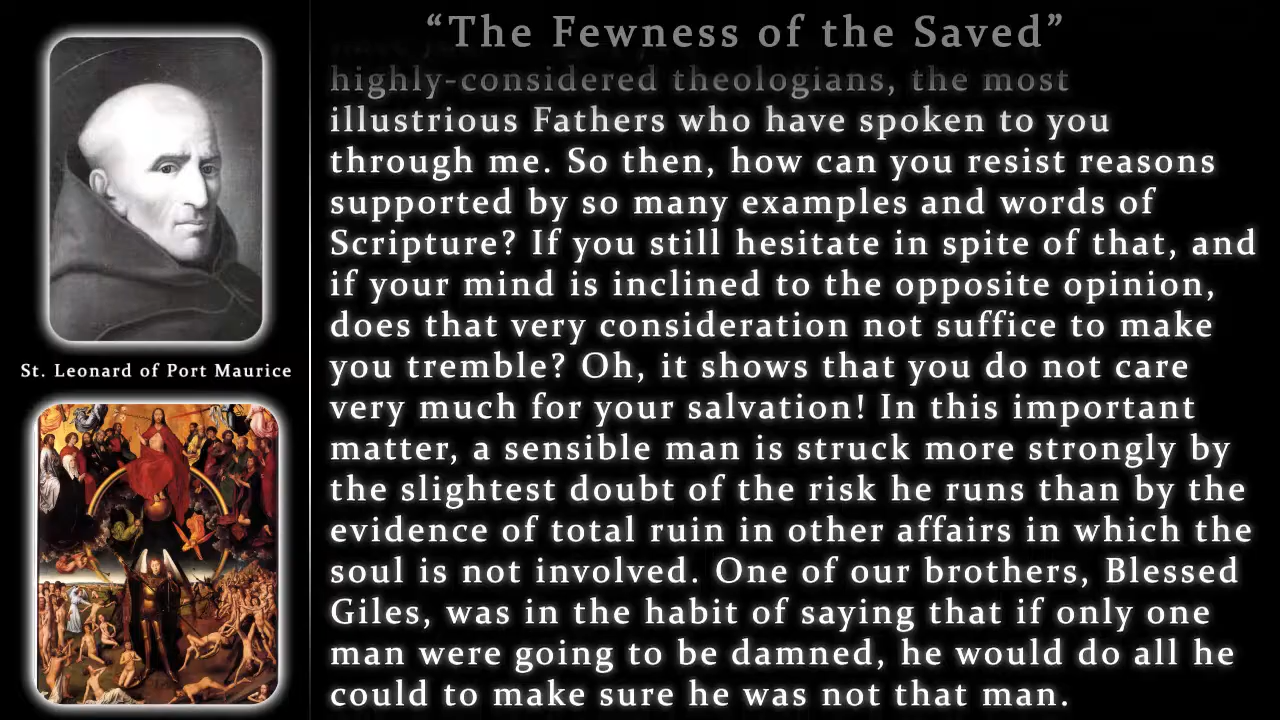 “The Fewness of the Saved”
highly-considered theologians, the most
illustrious Fathers who have spoken to you
through me. So then, how can you resist reasons
supported by so many examples and words of
Scripture? If you still hesitate in spite of that, and
if your mind is inclined to the opposite opinion,
does that very consideration not suffice to make
you tremble? Oh, it shows that you do not care
very much for your salvation! In this important
matter, a sensible man is struck more strongly by
the slightest doubt of the risk he runs than by the
evidence of total ruin in other affairs in which the
soul is not involved. One of our brothers, Blessed
Giles, was in the habit of saying that if only one
man were going to be damned, he would do all he
could to make sure he was not that man.
St. Leonard of Port Maurice